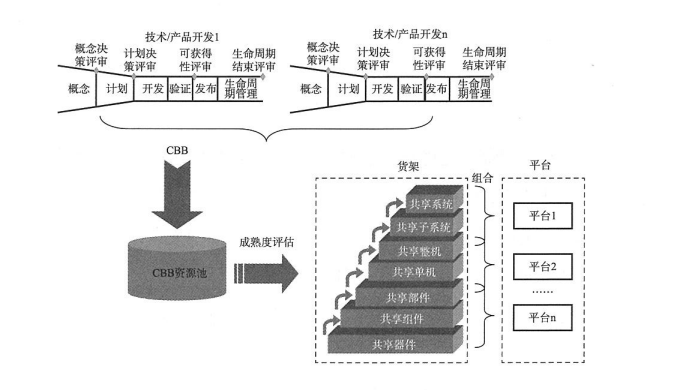 技术/产品开发1
概念决
策评审
计划决
策评审
可获得
性评审
生命周期
结束评审
概念
计划
开发
验证
发布
生命周
期管理
技术/产品开发n
概念决
策评审
计划决
策评审
可获得
性评审
生命周期
结束评审
概念
计划
开发
验证
发布
生命周
期管理
CBB
CBB资源池
成熟度评估
货架
共享系统
共享子系统
共享整机
共享单机
共享部件
共享组件
共享器件
组合
平台
平台1
平台2
......
平台n